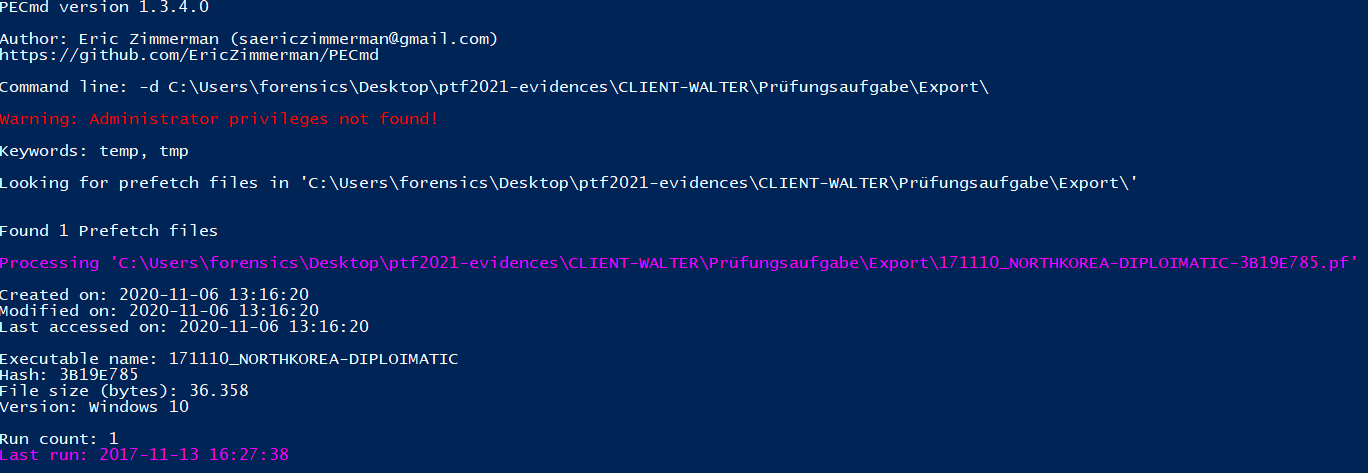 PECmd version 1.3.4.0
Author: Eric Zimmerman (saericzimmerman@gmail.com)
https://github.com/EricZimmerman/PECmd
Command line: -d C:\Users\forensics\Desktop\ptf2021-evidences\CLIENT-WALTER\Prüfungsaufgabe\Export\
Warning: Administrator privileges not found!
Keywords: temp, tmp
Looking for prefetch files in 'C:\Users\forensics\Desktop\ptf2021-evidences\CLIENT-WALTER\Prüfungsaufgabe\Export\'
Found 1 Prefetch files
Processing 'C:\Users\forensics\Desktop\ptf2021-evidences\CLIENT-WALTER\Prüfungsaufgabe\Export\171110_NORTHKOREA-DIPLOIMATIC-3B19E785.pf'
Created on: 2020-11-06 13:16:20
Modified on: 2020-11-06 13:16:20
Last accessed on: 2020-11-06 13:16:20
Executable name: 171110_NORTHKOREA-DIPLOIMATIC
Hash: 3B19E785
File size (bytes): 36.358
Version: Windows 10
Run count: 1
Last run: 2017-11-13 16:27:38